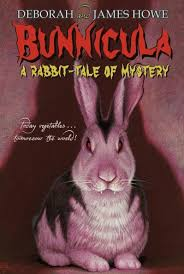 DEBORAH and JAMES HOWE
BUNNICULA
A RABBIT-TALE OF MYSTERY
Today vegetables...
tomorrow the world!